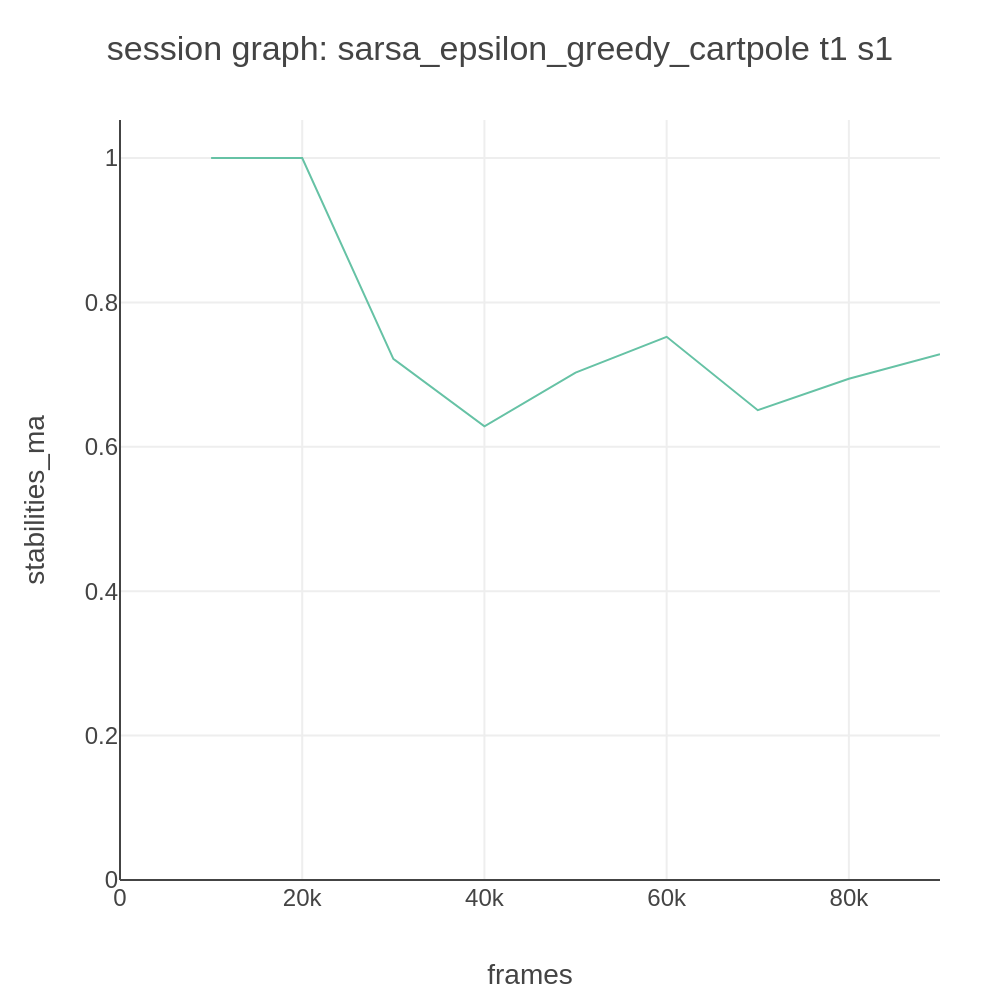 session graph: sarsa_epsilon_greedy_cartpole t1 s1
stabilities_ma
1
0.8
0.6
0.4
0.2
0
0 20k 40k 60k 80k
frames